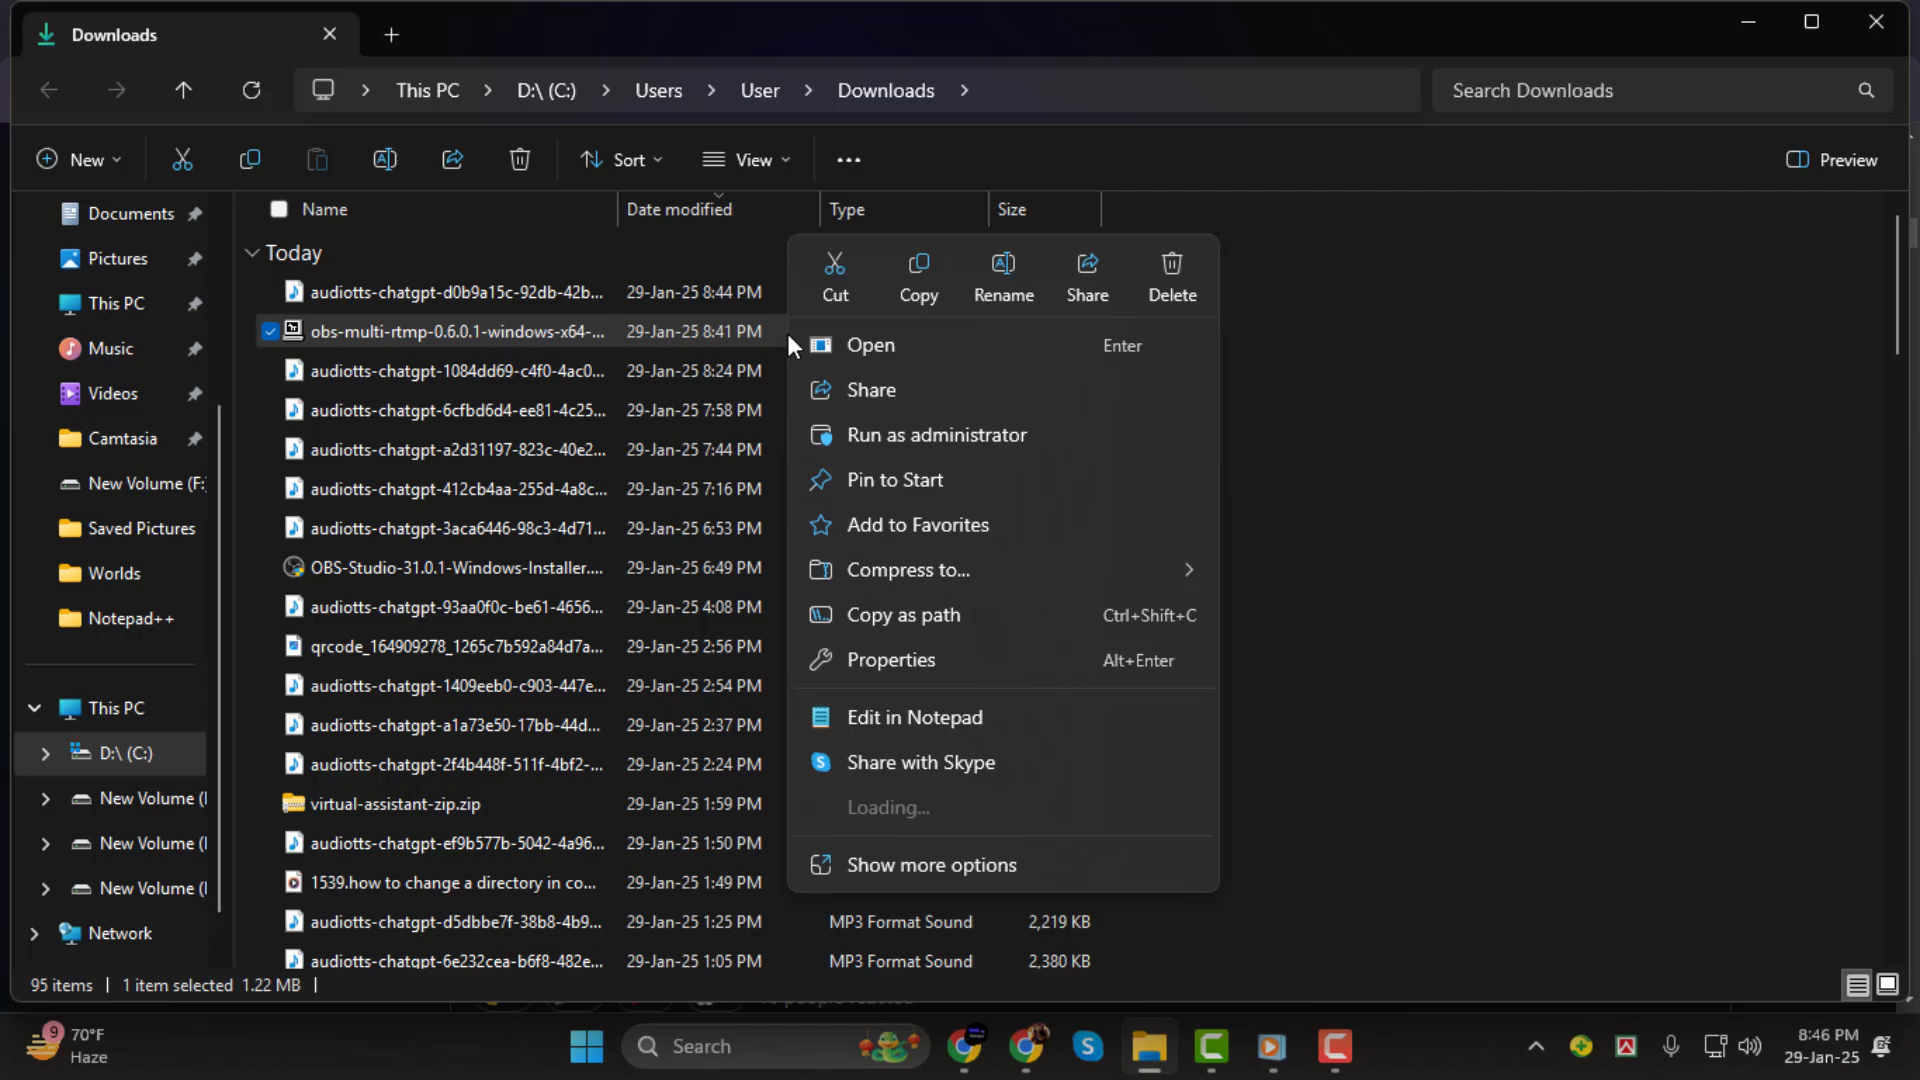 Downloads
This PC D:\ (C:) Users User Downloads
Search Downloads
New
Sort
View
Preview
Name Date modified Type Size
Documents
Pictures
This PC
Music
Videos
Camtasia
New Volume (F:
Saved Pictures
Worlds
Notepad++
This PC
D:\ (C:)
New Volume (
New Volume (
New Volume (
Network
Today
audiotts-chatgpt-d0b9a15c-92db-42b... 29-Jan-25 8:44 PM
obs-multi-rtmp-0.6.0.1-windows-x64-... 29-Jan-25 8:41 PM
audiotts-chatgpt-1084dd69-c4f0-4ac0... 29-Jan-25 8:24 PM
audiotts-chatgpt-6cfbd6d4-ee81-4c25... 29-Jan-25 7:58 PM
audiotts-chatgpt-a2d31197-823c-40e2... 29-Jan-25 7:44 PM
audiotts-chatgpt-412cb4aa-255d-4a8c... 29-Jan-25 7:16 PM
audiotts-chatgpt-3aca6446-98c3-4d71... 29-Jan-25 6:53 PM
OBS-Studio-31.0.1-Windows-Installer.... 29-Jan-25 6:49 PM
audiotts-chatgpt-93aa0f0c-be61-4656... 29-Jan-25 4:08 PM
qrcode_164909278_1265c7b592a84d7a... 29-Jan-25 2:56 PM
audiotts-chatgpt-1409eeb0-c903-447e... 29-Jan-25 2:54 PM
audiotts-chatgpt-a1a73e50-17bb-44d... 29-Jan-25 2:37 PM
audiotts-chatgpt-2f4b448f-511f-4bf2-... 29-Jan-25 2:24 PM
virtual-assistant-zip.zip 29-Jan-25 1:59 PM
audiotts-chatgpt-ef9b577b-5042-4a96... 29-Jan-25 1:50 PM
1539.how to change a directory in co... 29-Jan-25 1:49 PM
audiotts-chatgpt-d5dbbe7f-38b8-4b9... 29-Jan-25 1:25 PM MP3 Format Sound 2,219 KB
audiotts-chatgpt-6e232cea-b6f8-482e... 29-Jan-25 1:05 PM MP3 Format Sound 2,380 KB
Cut Copy Rename Share Delete
Open Enter
Share
Run as administrator
Pin to Start
Add to Favorites
Compress to...
Copy as path Ctrl+Shift+C
Properties Alt+Enter
Edit in Notepad
Share with Skype
Loading...
Show more options
95 items 1 item selected 1.22 MB
9
70°F
Haze
Search
8:46 PM
29-Jan-25